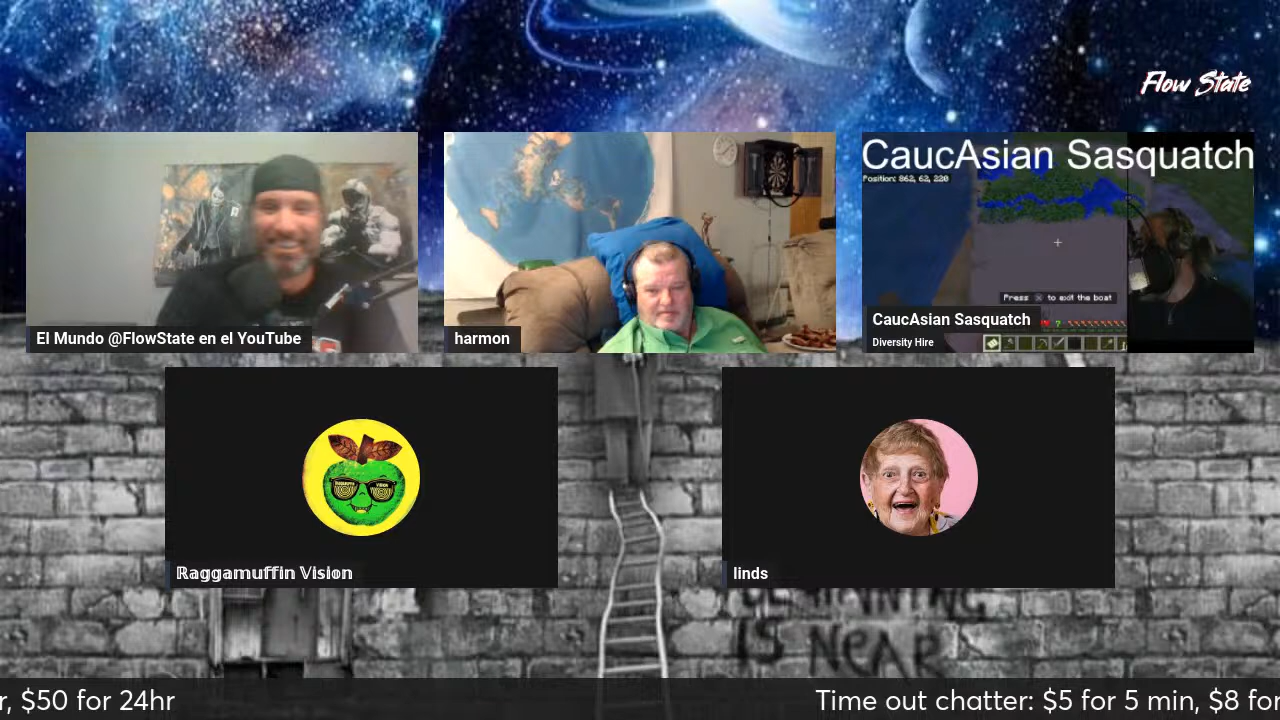 Flow State
CaucAsian Sasquatch
Position: 862, 62, 220
Press X to exit the boat
El Mundo @FlowState en el YouTube
harmon
CaucAsian Sasquatch
Diversity Hire
RAGGAMUFFIN VISION
Raggamuffin Vision
linds
IS NEAR
r, $50 for 24hr
Time out chatter: $5 for 5 min, $8 for